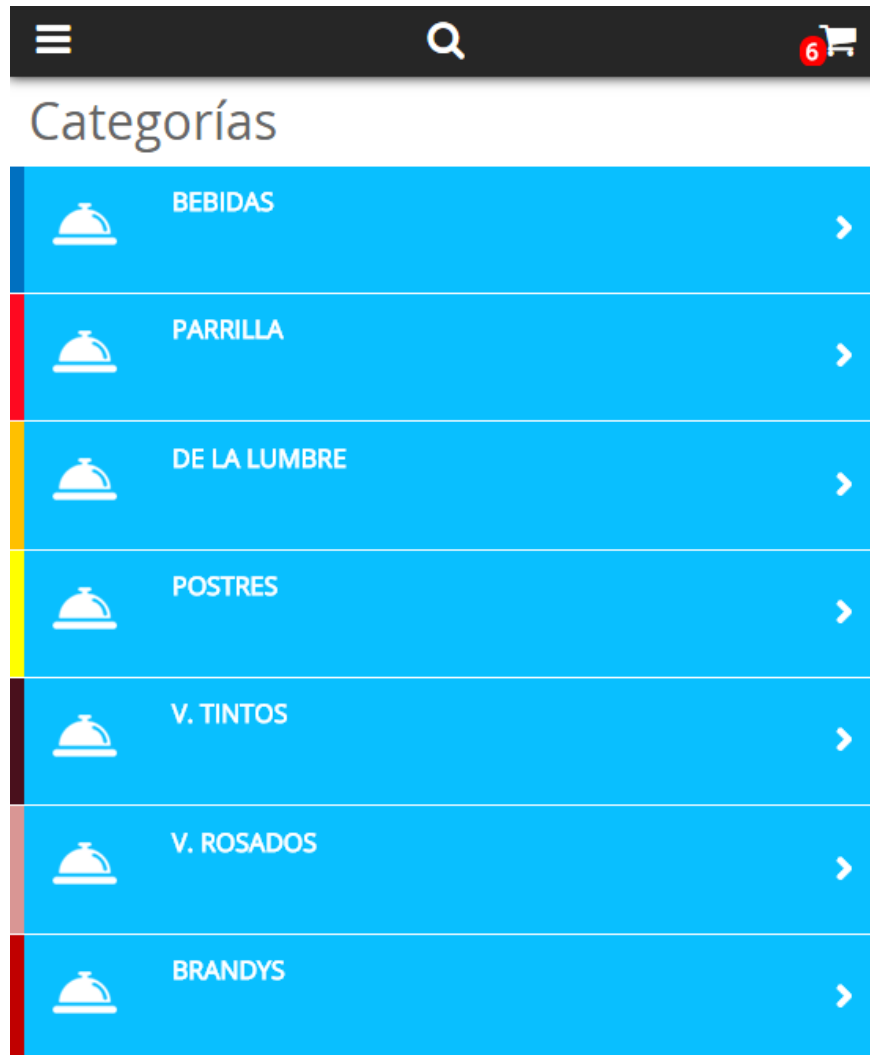 6
Categorías
BEBIDAS
PARRILLA
DE LA LUMBRE
POSTRES
V. TINTOS
V. ROSADOS
BRANDYS